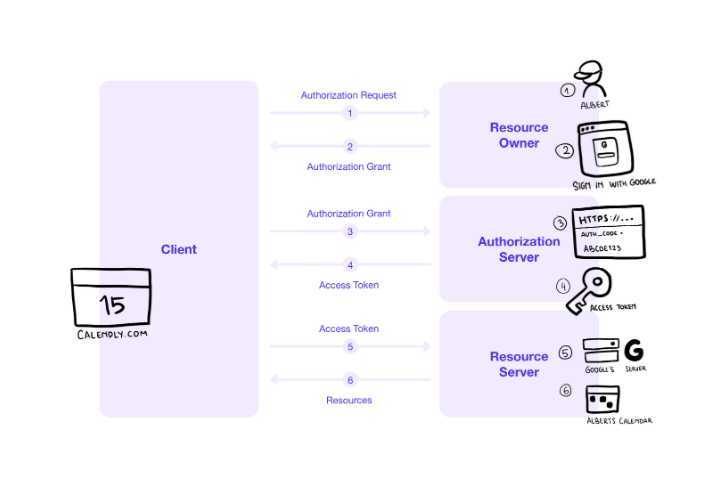 Authorization Request
1
2
Authorization Grant
Authorization Grant
3
4
Access Token
Access Token
5
6
Resources
Client
15
CALENDLY.COM
Resource
Owner
Authorization
Server
Resource
Server
1
ALBERT
2
G
SIGN IN WITH GOOGLE
3
HTTPS://...
AUTH_CODE =
ABCDE123
4
ACCESS TOKEN
5
G
GOOGLE'S SERVER
6
ALBERTS CALENDAR